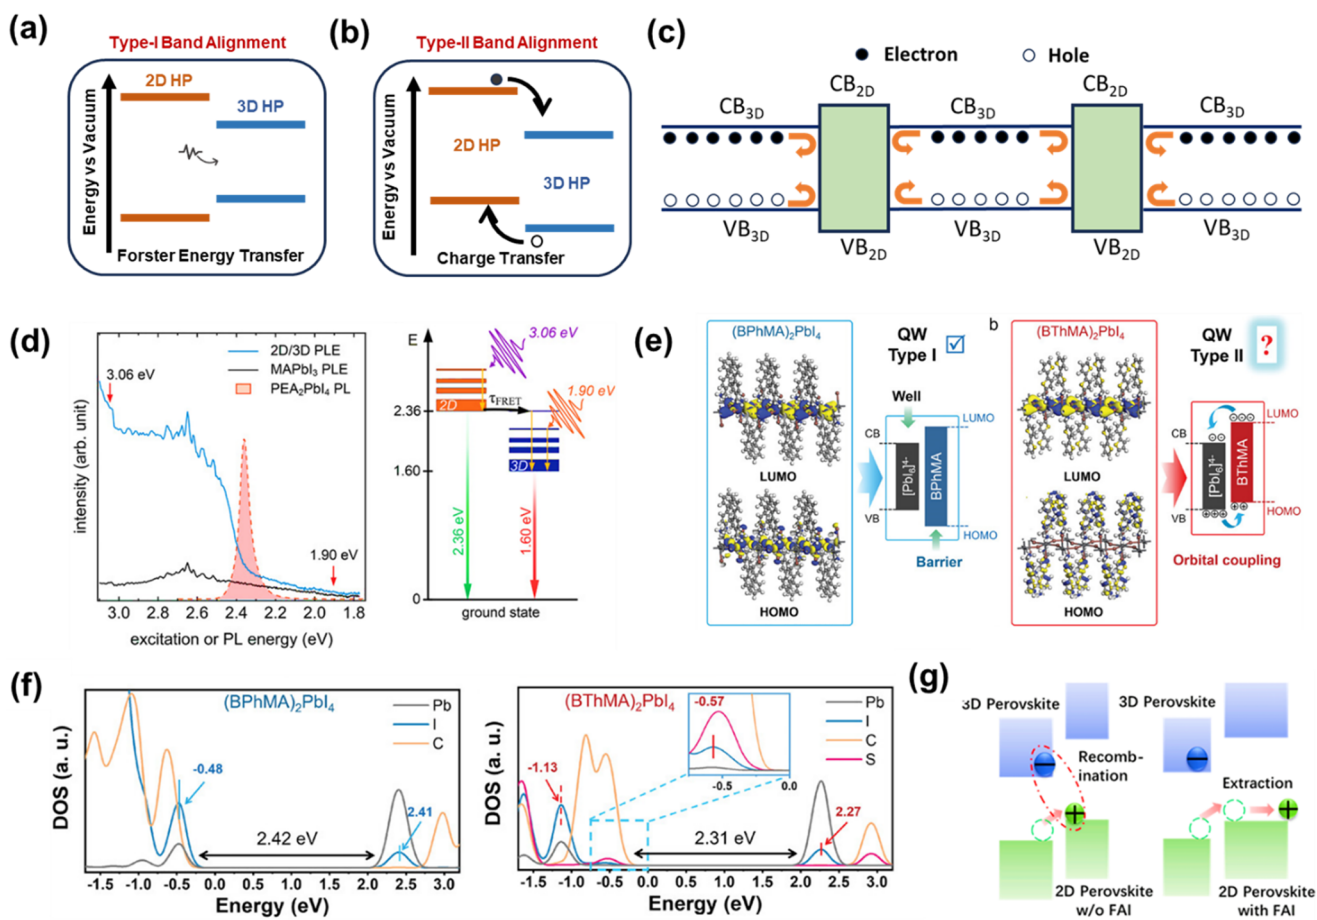 (a)
Type-I Band Alignment
Energy vs Vacuum
2D HP
3D HP
Forster Energy Transfer
(b)
Type-II Band Alignment
Energy vs Vacuum
2D HP
3D HP
Charge Transfer
(c)
Electron
Hole
CB3D
CB2D
CB3D
CB2D
CB3D
VB3D
VB2D
VB3D
VB2D
VB3D
(d)
intensity (arb. unit)
2D/3D PLE
MAPbI3 PLE
PEA2PbI4 PL
3.06 eV
1.90 eV
3.0
2.8
2.6
2.4
2.2
2.0
1.8
excitation or PL energy (eV)
E
3.06 eV
1.90 eV
2D
τFRET
2.36
3D
1.60
2.36 eV
1.60 eV
0
ground state
(e)
(BPhMA)2PbI4
LUMO
HOMO
QW
Type I
Well
LUMO
CB
[PbI6]4-
BPhMA
VB
HOMO
Barrier
b
(BThMA)2PbI4
LUMO
HOMO
QW
Type II
?
LUMO
CB
[PbI6]4-
BThMA
VB
HOMO
Orbital coupling
(f)
DOS (a. u.)
(BPhMA)2PbI4
Pb
I
C
-0.48
2.41
2.42 eV
-1.5 -1.0 -0.5 0.0 0.5 1.0 1.5 2.0 2.5 3.0
Energy (eV)
DOS (a. u.)
(BThMA)2PbI4
-0.57
-0.5
0.0
Pb
I
C
S
-1.13
2.27
2.31 eV
-1.5 -1.0 -0.5 0.0 0.5 1.0 1.5 2.0 2.5 3.0
Energy (eV)
(g)
3D Perovskite
3D Perovskite
Recomb-
ination
Extraction
2D Perovskite
w/o FAI
2D Perovskite
with FAI